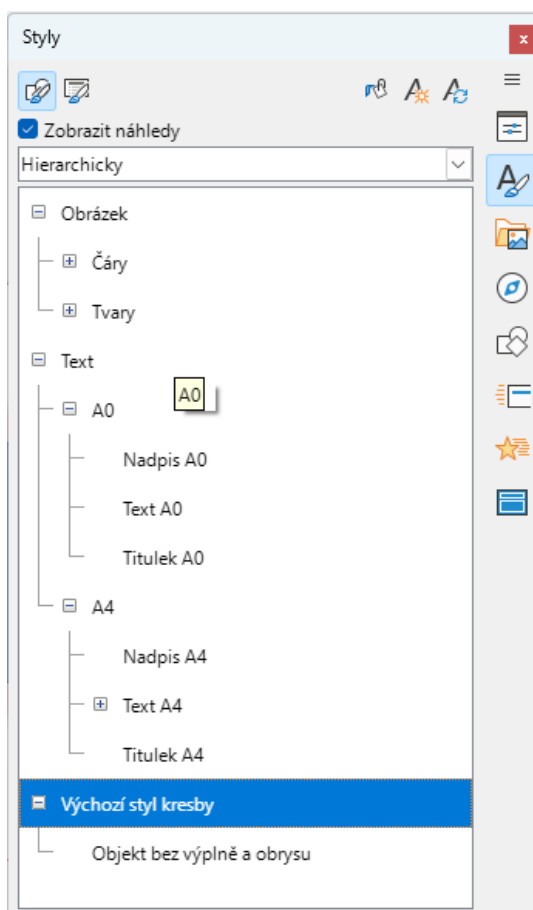 Styly
Zobrazit náhledy
Hierarchicky
Obrázek
Čáry
Tvary
Text
A0
A0
Nadpis A0
Text A0
Titulek A0
A4
Nadpis A4
Text A4
Titulek A4
Výchozí styl kresby
Objekt bez výplně a obrysu